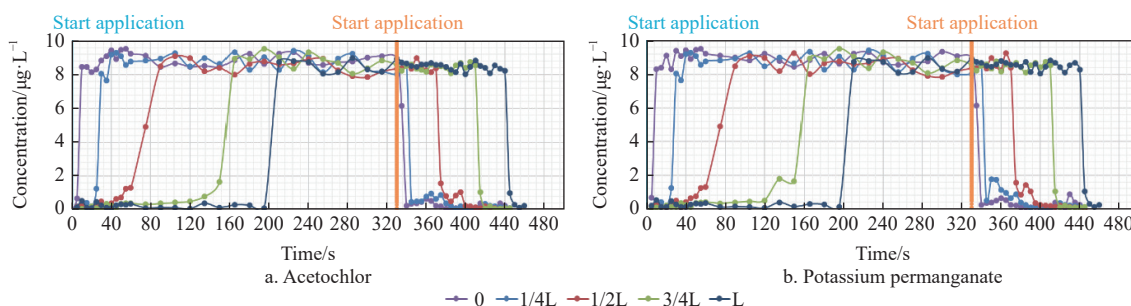 Start application Start application Start application Start application
Concentration/μg·L⁻¹
10
8
6
4
2
0
0 40 80 120 160 200 240 280 320 360 400 440 480
Time/s
a. Acetochlor
Concentration/μg·L⁻¹
10
8
6
4
2
0
0 40 80 120 160 200 240 280 320 360 400 440 480
Time/s
b. Potassium permanganate
0 1/4L 1/2L 3/4L L